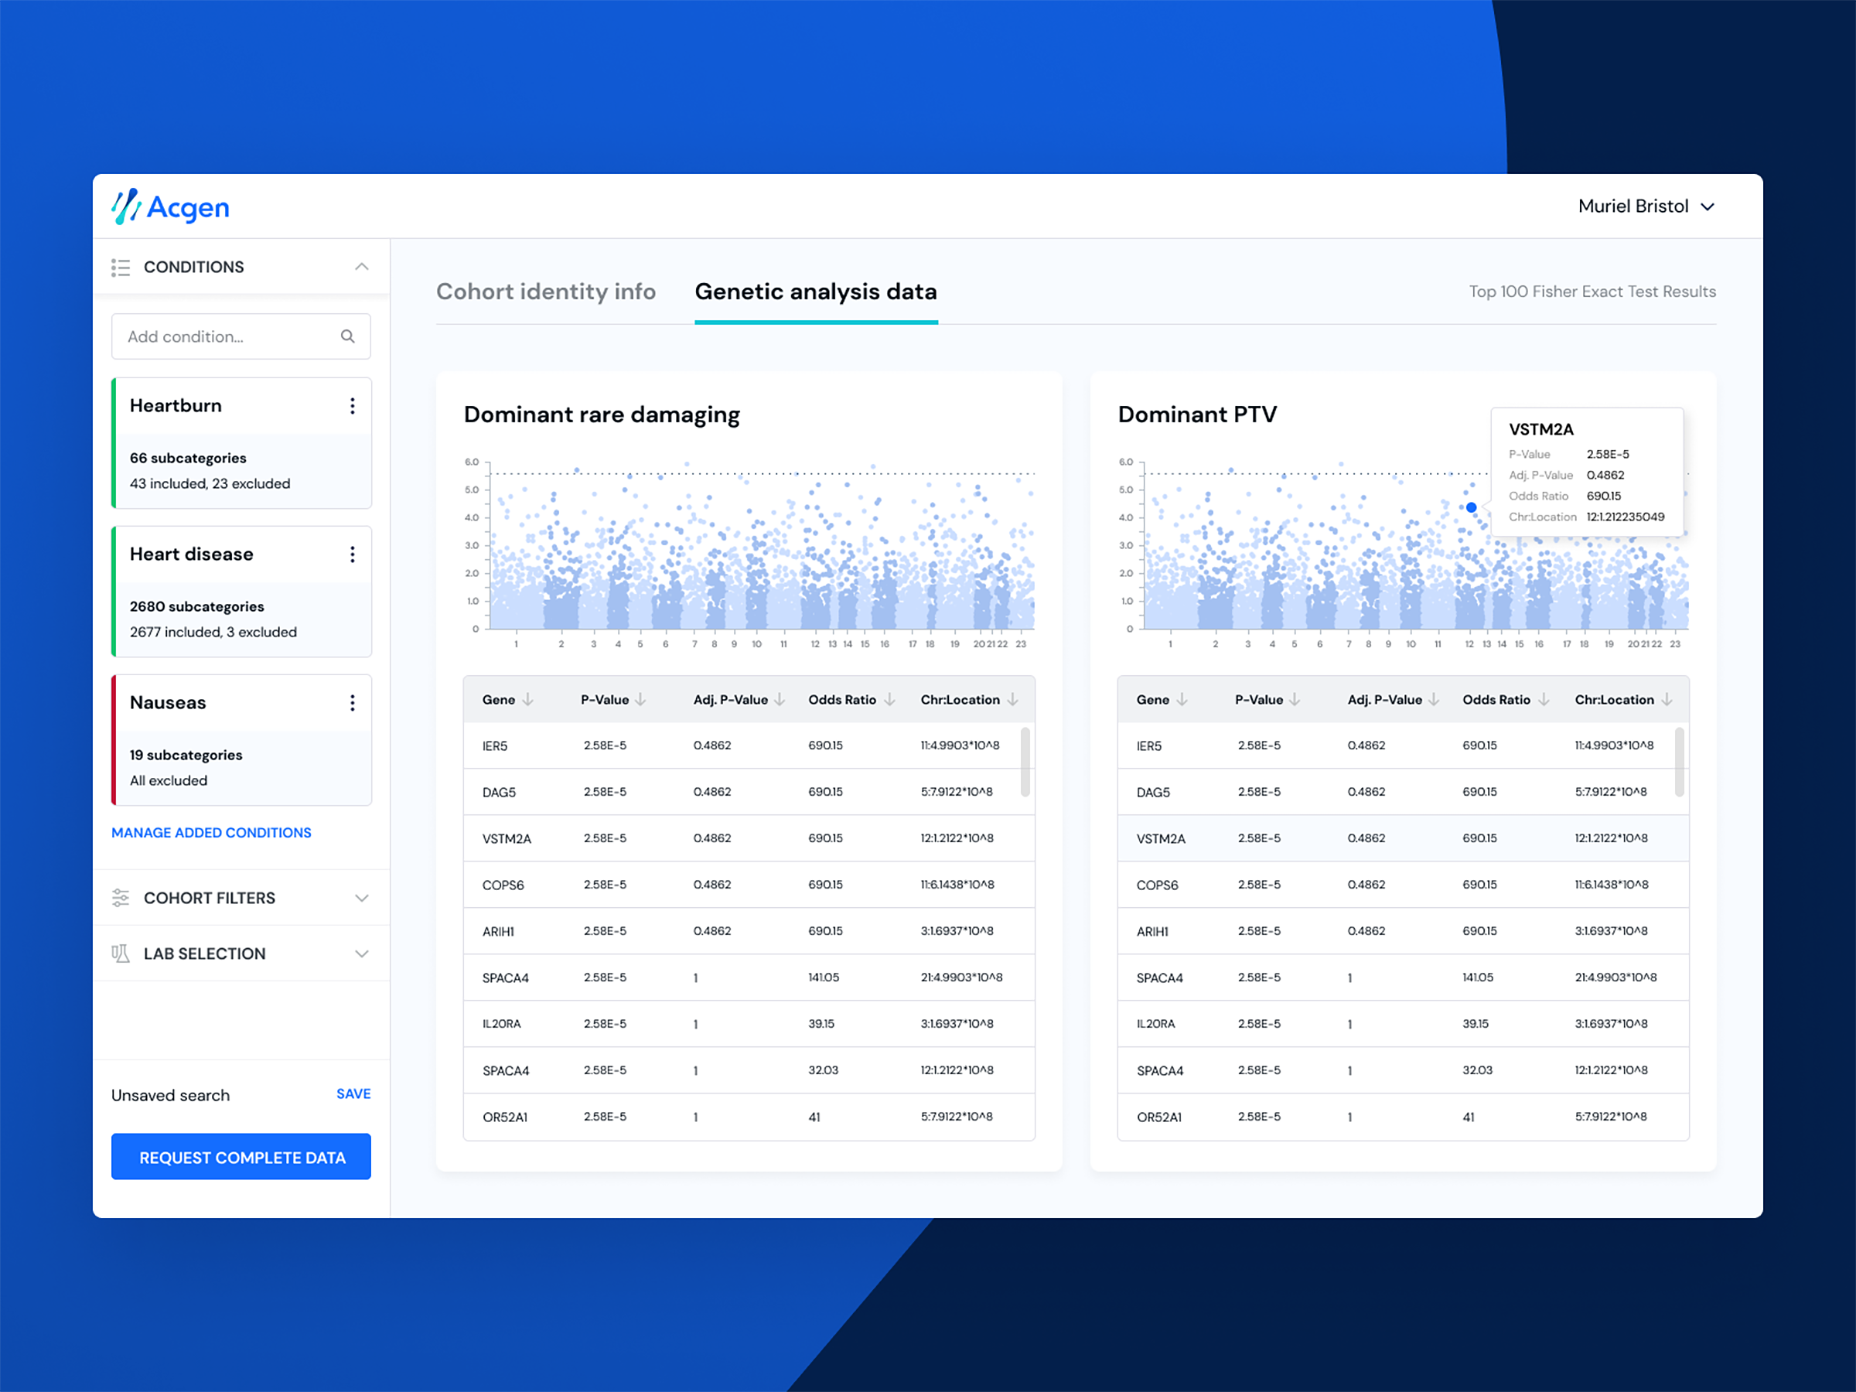 Acgen
Muriel Bristol
CONDITIONS
Add condition...
Heartburn
66 subcategories
43 included, 23 excluded
Heart disease
2680 subcategories
2677 included, 3 excluded
Nauseas
19 subcategories
All excluded
MANAGE ADDED CONDITIONS
COHORT FILTERS
LAB SELECTION
Unsaved search SAVE
REQUEST COMPLETE DATA
Cohort identity info Genetic analysis data Top 100 Fisher Exact Test Results
Dominant rare damaging
6.0
5.0
4.0
3.0
2.0
1.0
0
1 2 3 4 5 6 7 8 9 10 11 12 13 14 15 16 17 18 19 20 21 22 23
Gene P-Value Adj. P-Value Odds Ratio Chr:Location
IER5 2.58E-5 0.4862 690.15 11:4.9903*10^8
DAG5 2.58E-5 0.4862 690.15 5:7.9122*10^8
VSTM2A 2.58E-5 0.4862 690.15 12:1.2122*10^8
COPS6 2.58E-5 0.4862 690.15 11:6.1438*10^8
ARIH1 2.58E-5 0.4862 690.15 3:1.6937*10^8
SPACA4 2.58E-5 1 141.05 21:4.9903*10^8
IL20RA 2.58E-5 1 39.15 3:1.6937*10^8
SPACA4 2.58E-5 1 32.03 12:1.2122*10^8
OR52A1 2.58E-5 1 41 5:7.9122*10^8
Dominant PTV
VSTM2A
P-Value 2.58E-5
Adj. P-Value 0.4862
Odds Ratio 690.15
Chr:Location 12:1.212235049
6.0
5.0
4.0
3.0
2.0
1.0
0
1 2 3 4 5 6 7 8 9 10 11 12 13 14 15 16 17 18 19 20 21 22 23
Gene P-Value Adj. P-Value Odds Ratio Chr:Location
IER5 2.58E-5 0.4862 690.15 11:4.9903*10^8
DAG5 2.58E-5 0.4862 690.15 5:7.9122*10^8
VSTM2A 2.58E-5 0.4862 690.15 12:1.2122*10^8
COPS6 2.58E-5 0.4862 690.15 11:6.1438*10^8
ARIH1 2.58E-5 0.4862 690.15 3:1.6937*10^8
SPACA4 2.58E-5 1 141.05 21:4.9903*10^8
IL20RA 2.58E-5 1 39.15 3:1.6937*10^8
SPACA4 2.58E-5 1 32.03 12:1.2122*10^8
OR52A1 2.58E-5 1 41 5:7.9122*10^8